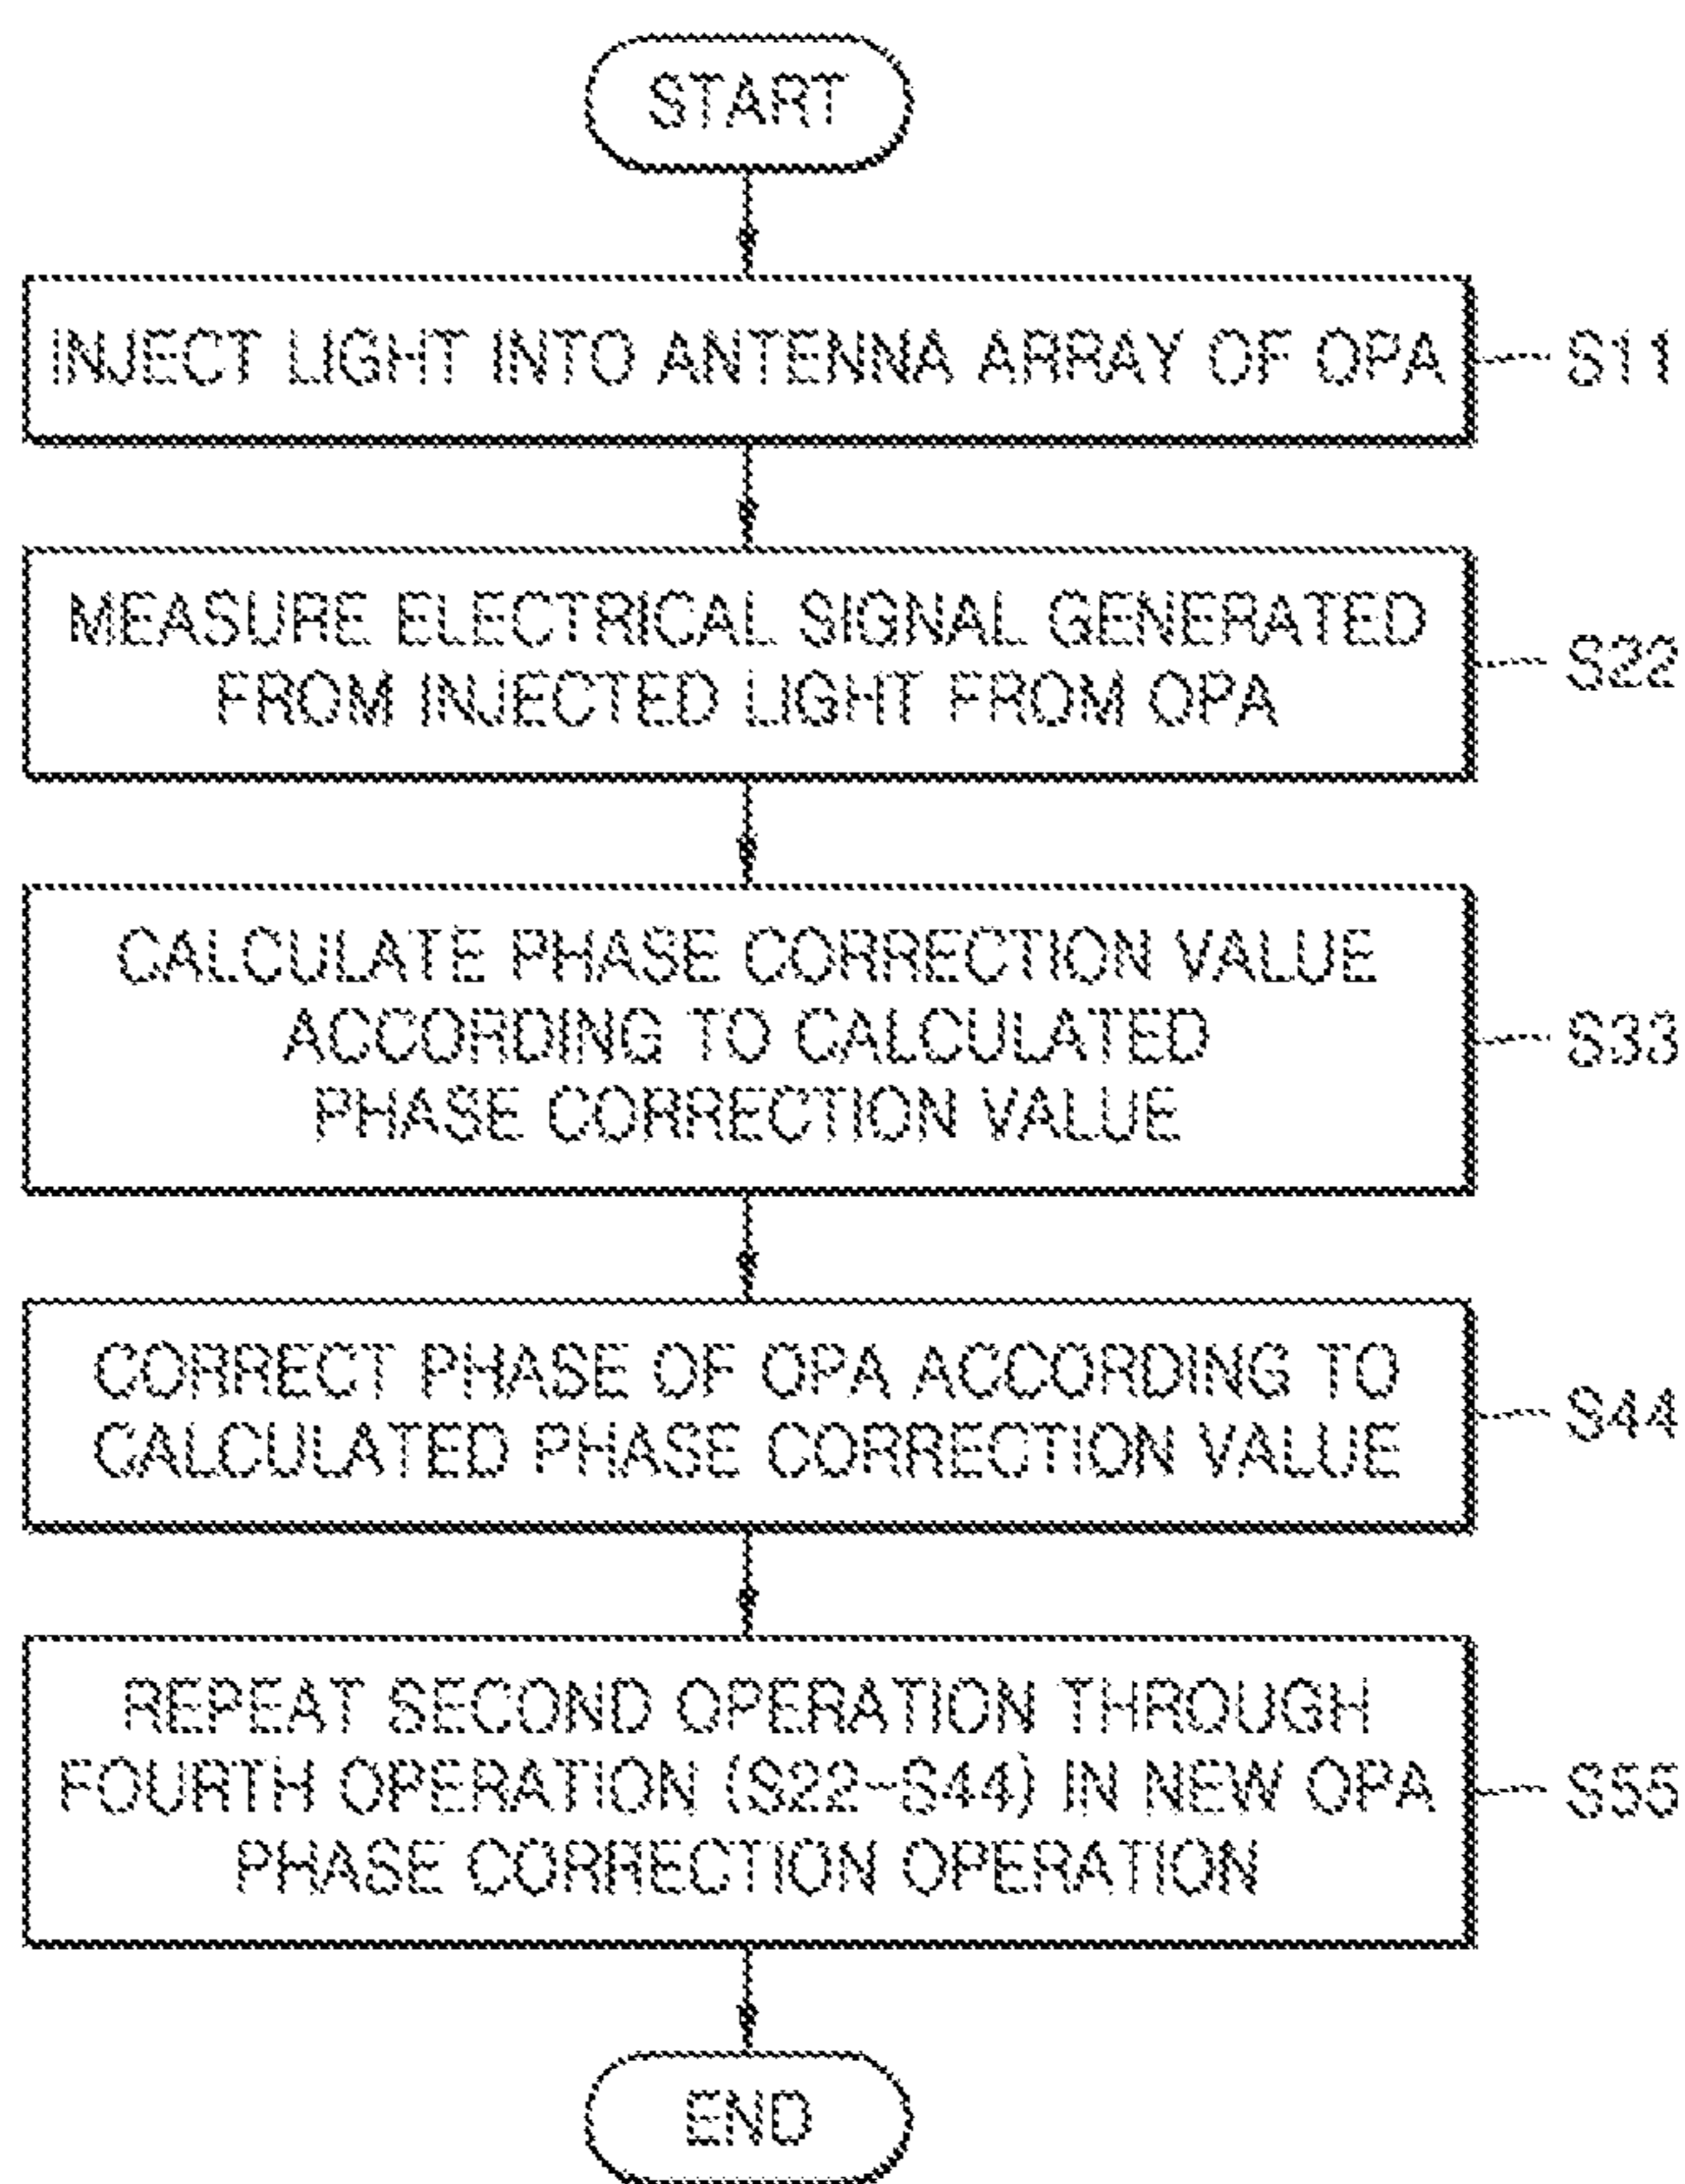 START
INJECT LIGHT INTO ANTENNA ARRAY OF OPA
S11
MEASURE ELECTRICAL SIGNAL GENERATED
FROM INJECTED LIGHT FROM OPA
S22
CALCULATE PHASE CORRECTION VALUE
ACCORDING TO CALCULATED
PHASE CORRECTION VALUE
S33
CORRECT PHASE OF OPA ACCORDING TO
CALCULATED PHASE CORRECTION VALUE
S44
REPEAT SECOND OPERATION THROUGH
FOURTH OPERATION (S22~S44) IN NEW OPA
PHASE CORRECTION OPERATION
S55
END